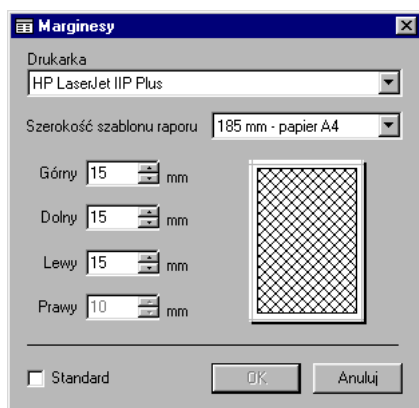 Marginesy
Drukarka
HP LaserJet IIP Plus
Szerokość szablonu raporu 185 mm - papier A4
Górny 15 mm
Dolny 15 mm
Lewy 15 mm
Prawy 10 mm
Standard OK Anuluj